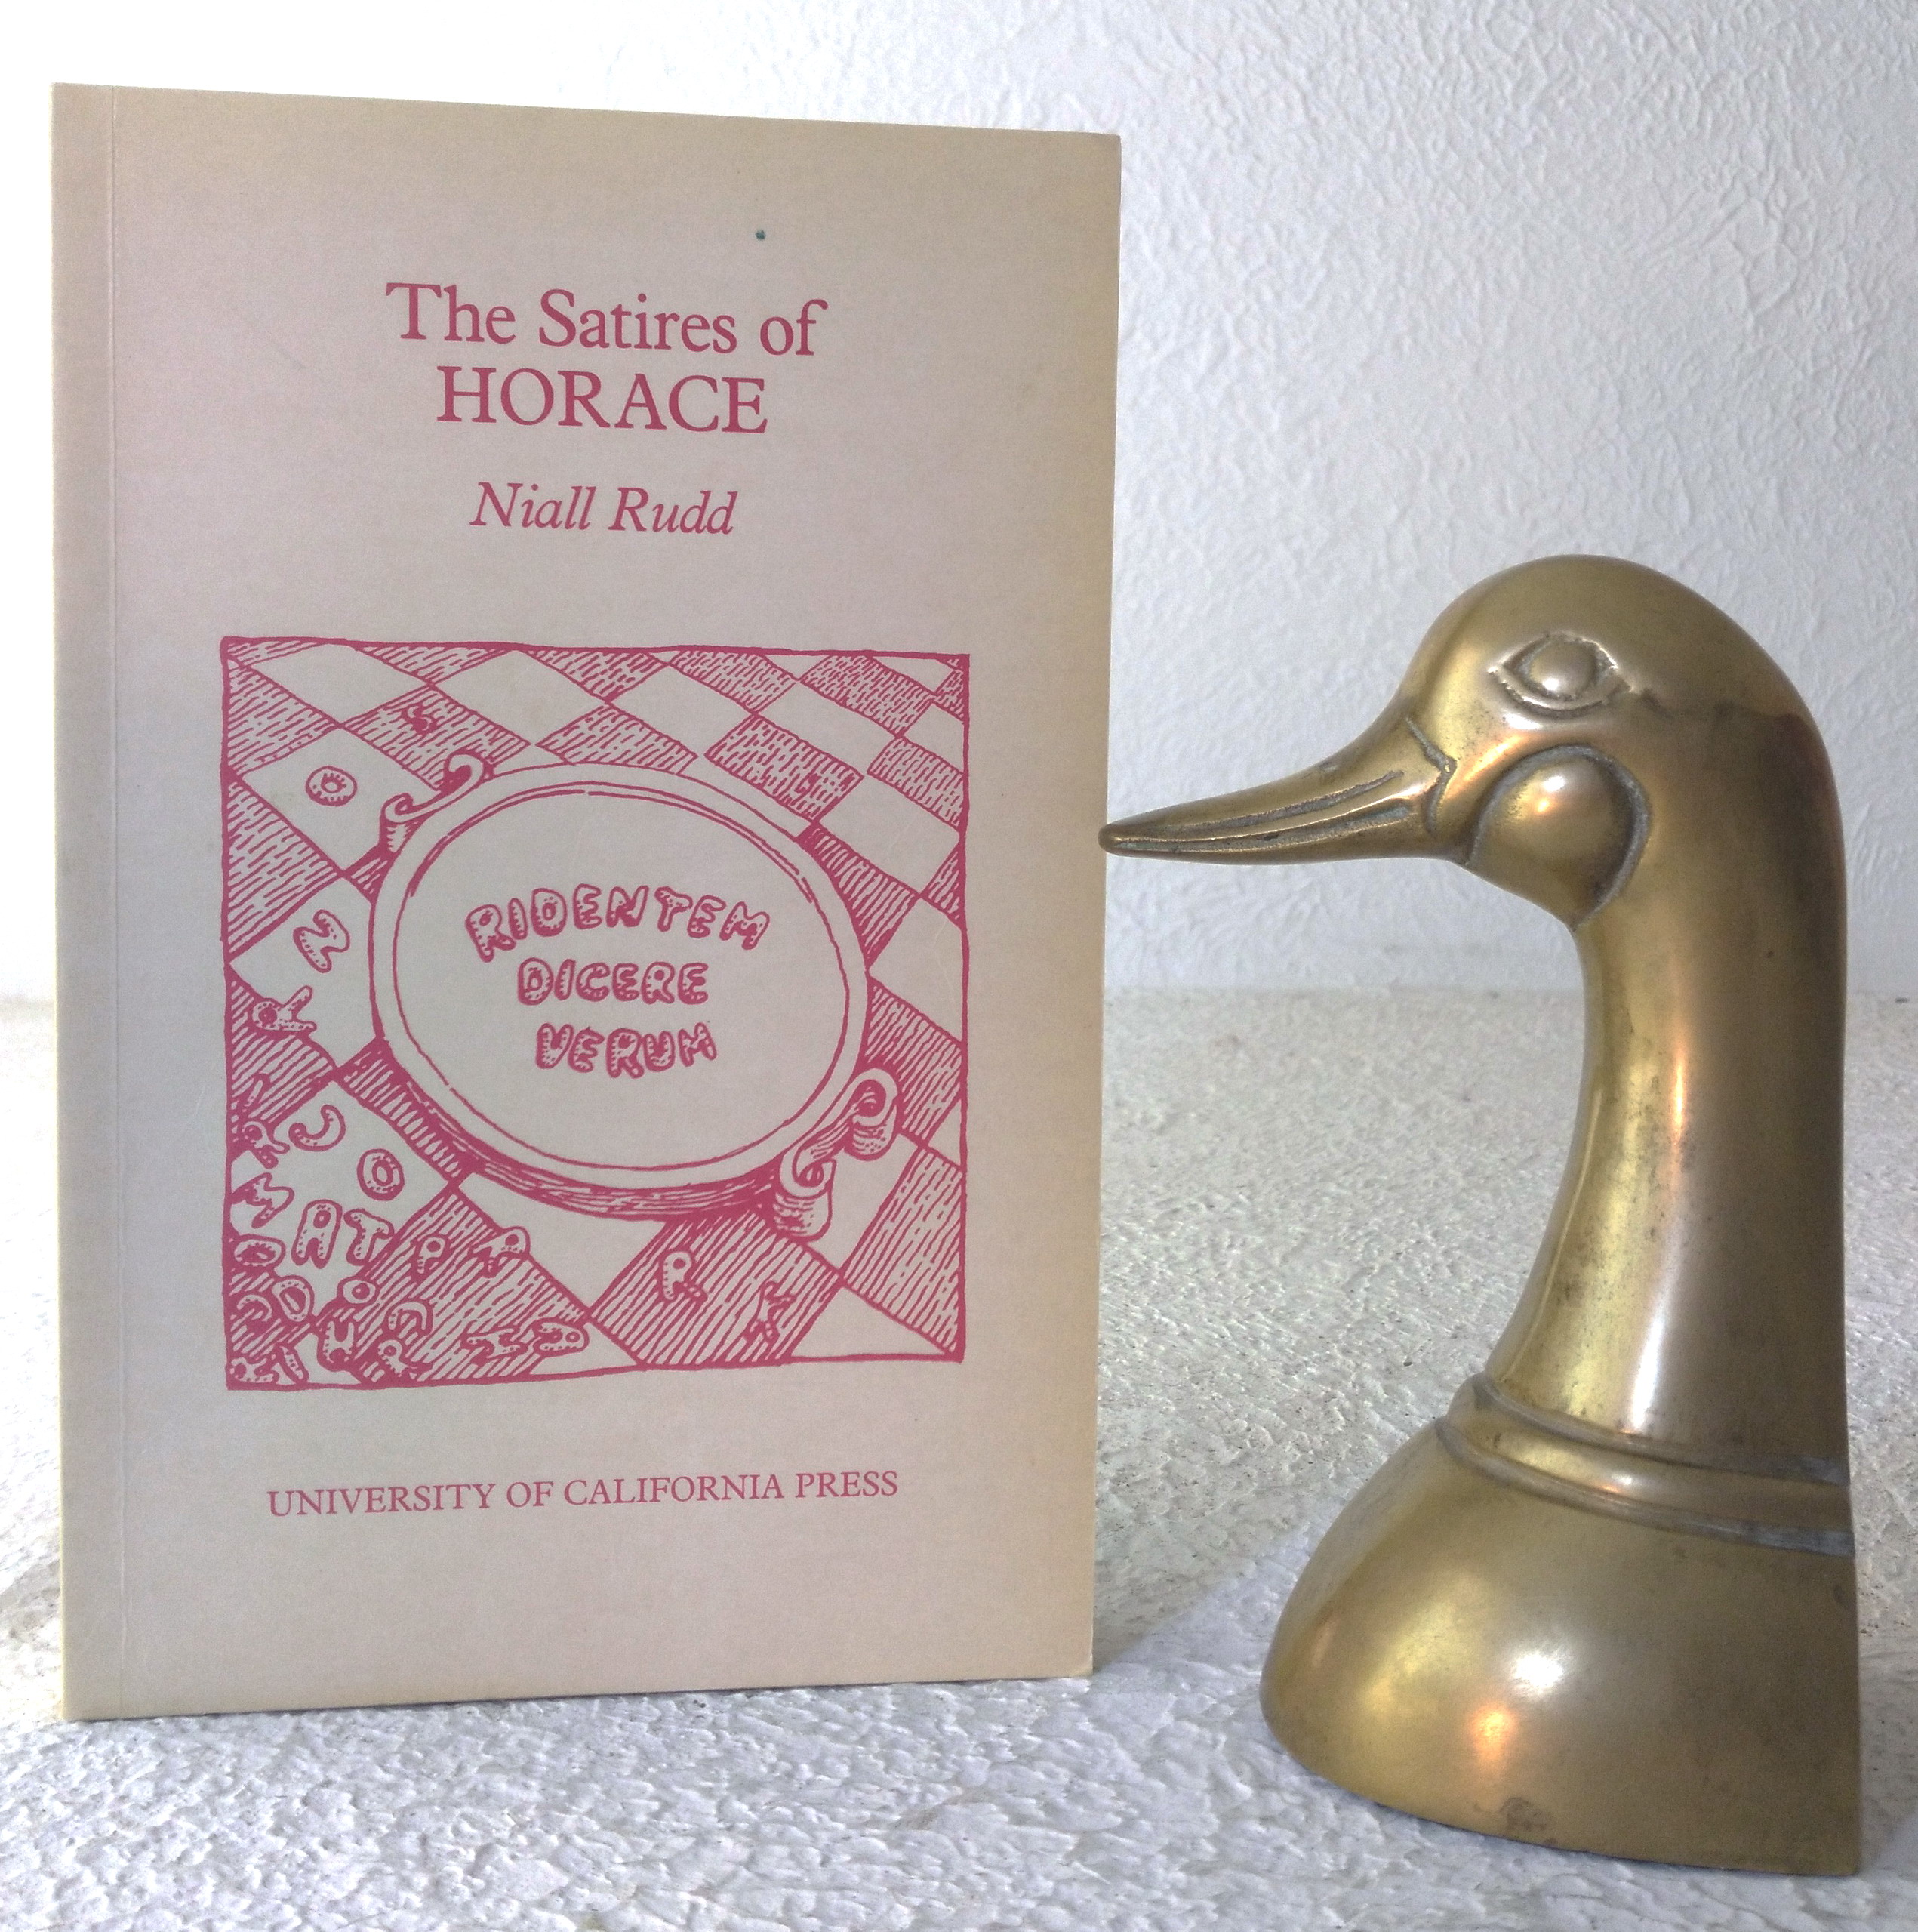 The Satires of
HORACE
Niall Rudd
RIDENTEM
DICERE
VERUM
UNIVERSITY OF CALIFORNIA PRESS